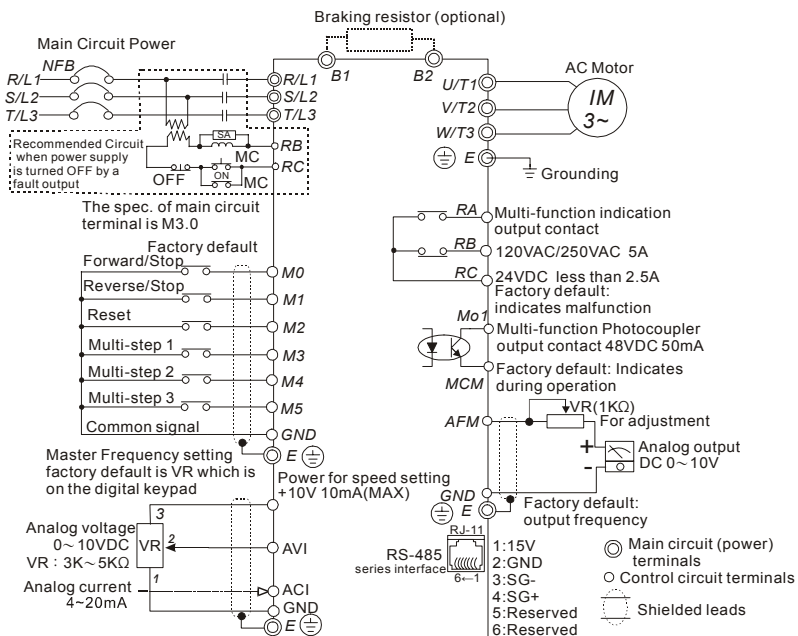 Braking resistor (optional)
B1
B2
Main Circuit Power
NFB
R/L1
S/L2
T/L3
R/L1
S/L2
T/L3
SA
MC
RB
RC
Recommended Circuit
when power supply
is turned OFF by a
fault output
OFF
ON
MC
The spec. of main circuit
terminal is M3.0
Factory default
Forward/Stop
M0
Reverse/Stop
M1
Reset
M2
Multi-step 1
M3
Multi-step 2
M4
Multi-step 3
M5
Common signal
GND
E
Master Frequency setting
factory default is VR which is
on the digital keypad
Power for speed setting
+10V 10mA(MAX)
3
Analog voltage
0~10VDC
VR : 3K~5KΩ
VR
2
AVI
1
Analog current
4~20mA
ACI
GND
E
AC Motor
U/T1
V/T2
W/T3
IM
3~
E
Grounding
RA
Multi-function indication
output contact
RB
120VAC/250VAC 5A
RC
24VDC less than 2.5A
Factory default:
indicates malfunction
Mo1
Multi-function Photocoupler
output contact 48VDC 50mA
MCM
Factory default: Indicates
during operation
AFM
VR(1KΩ)
For adjustment
+
-
Analog output
DC 0~10V
GND
E
Factory default:
output frequency
RJ-11
RS-485
series interface
6←1
1:15V
2:GND
3:SG-
4:SG+
5:Reserved
6:Reserved
Main circuit (power)
terminals
Control circuit terminals
Shielded leads